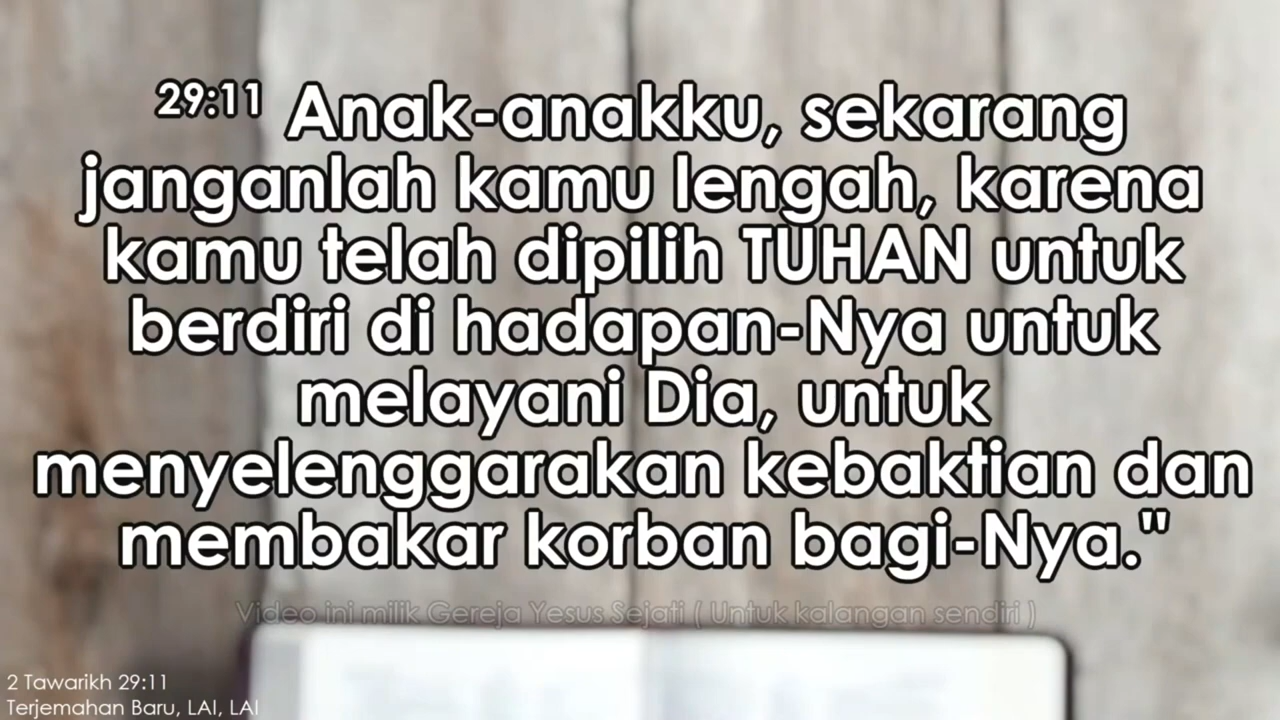 29:11 Anak-anakku, sekarang
janganlah kamu lengah, karena
kamu telah dipilih TUHAN untuk
berdiri di hadapan-Nya untuk
melayani Dia, untuk
menyelenggarakan kebaktian dan
membakar korban bagi-Nya."
Video ini milik Gereja Yesus Sejati ( Untuk kalangan sendiri )
2 Tawarikh 29:11
Terjemahan Baru, LAI, LAI